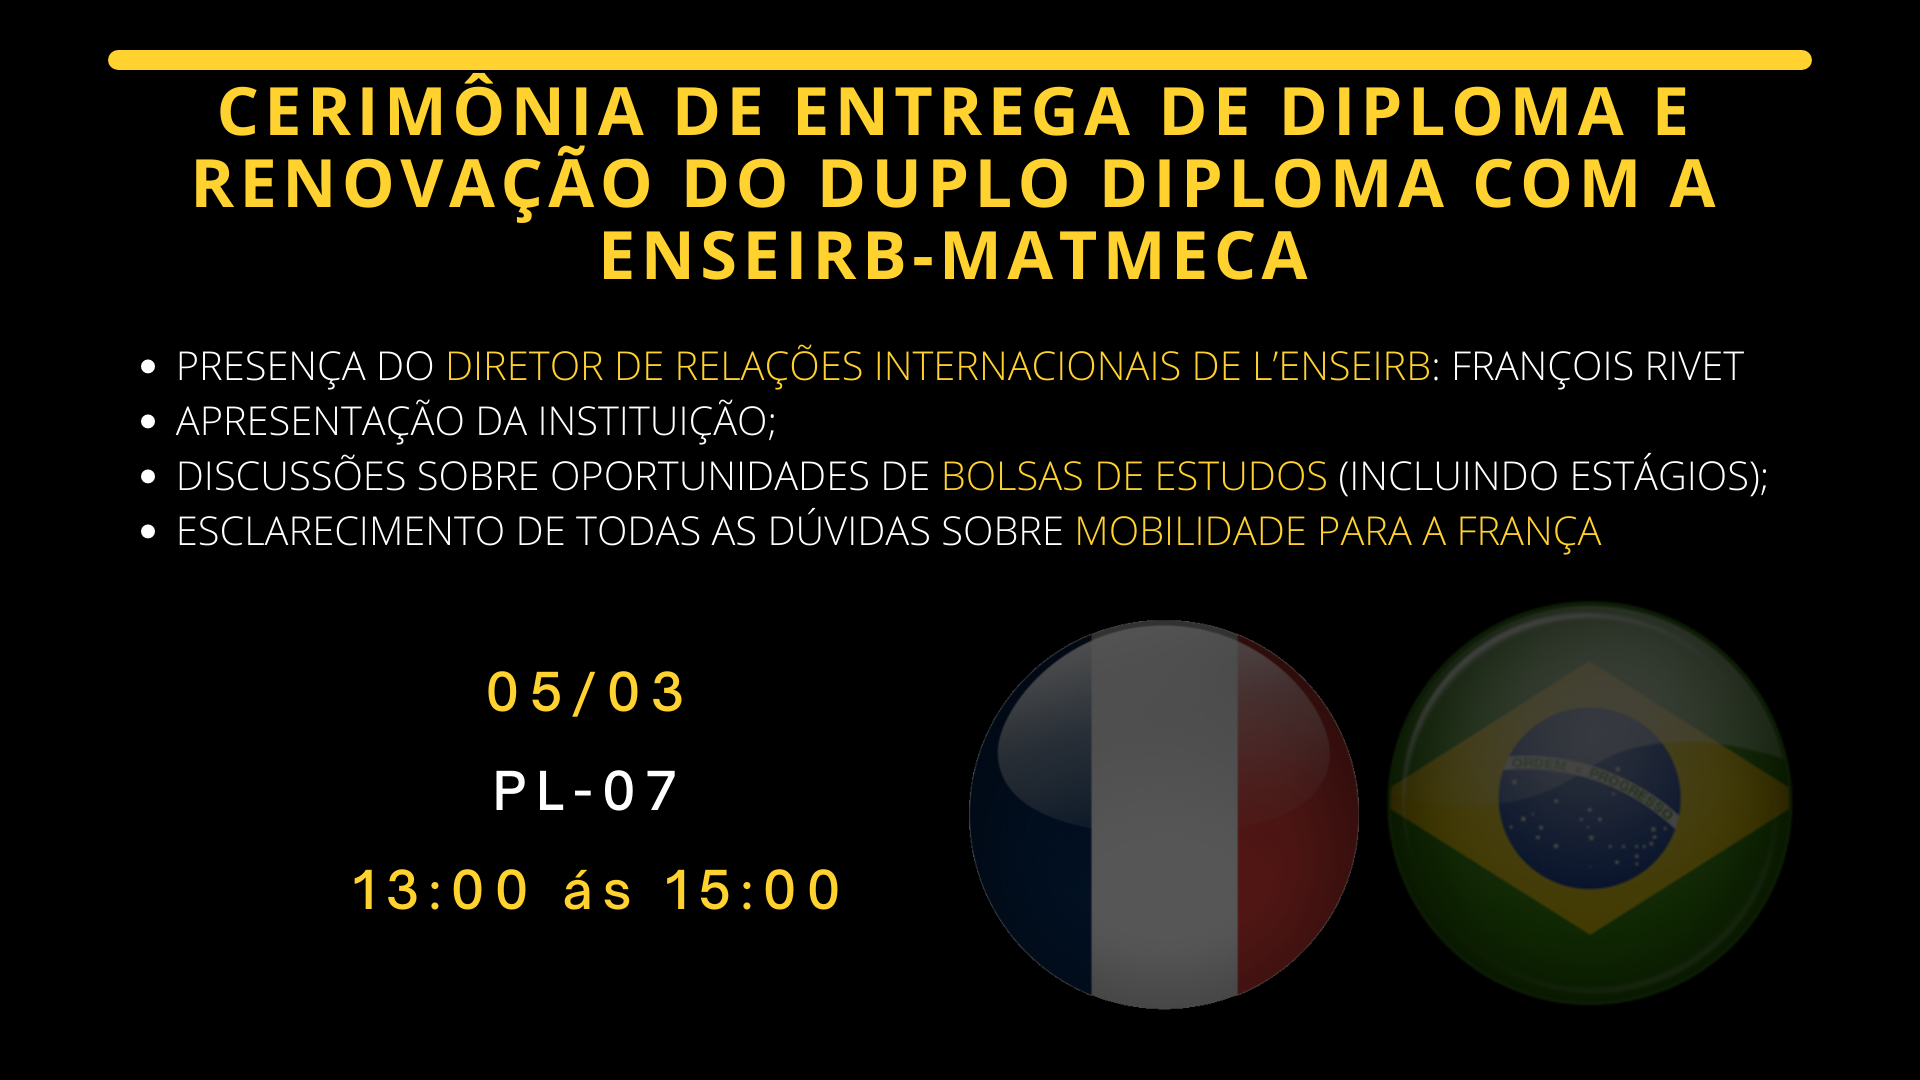 CERIMÔNIA DE ENTREGA DE DIPLOMA E
RENOVAÇÃO DO DUPLO DIPLOMA COM A
ENSEIRB-MATMECA
• PRESENÇA DO DIRETOR DE RELAÇÕES INTERNACIONAIS DE L’ENSEIRB: FRANÇOIS RIVET
• APRESENTAÇÃO DA INSTITUIÇÃO;
• DISCUSSÕES SOBRE OPORTUNIDADES DE BOLSAS DE ESTUDOS (INCLUINDO ESTÁGIOS);
• ESCLARECIMENTO DE TODAS AS DÚVIDAS SOBRE MOBILIDADE PARA A FRANÇA
05/03
PL-07
13:00 ás 15:00
ORDEM E PROGRESSO